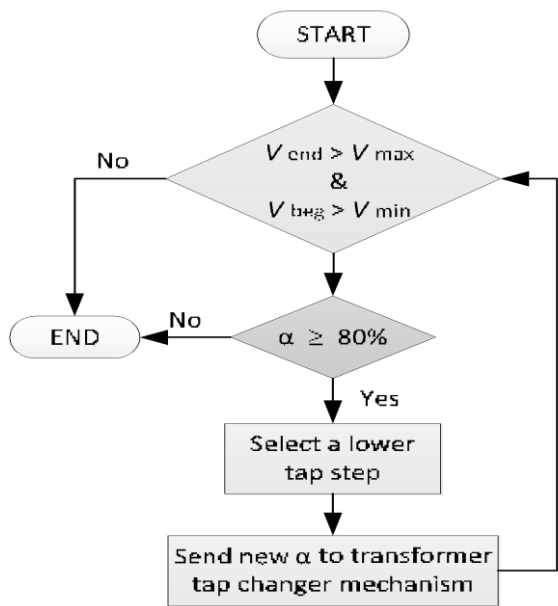 START
No
V end > V max
&
V beg > V min
No
END
α ≥ 80%
Yes
Select a lower
tap step
Send new α to transformer
tap changer mechanism